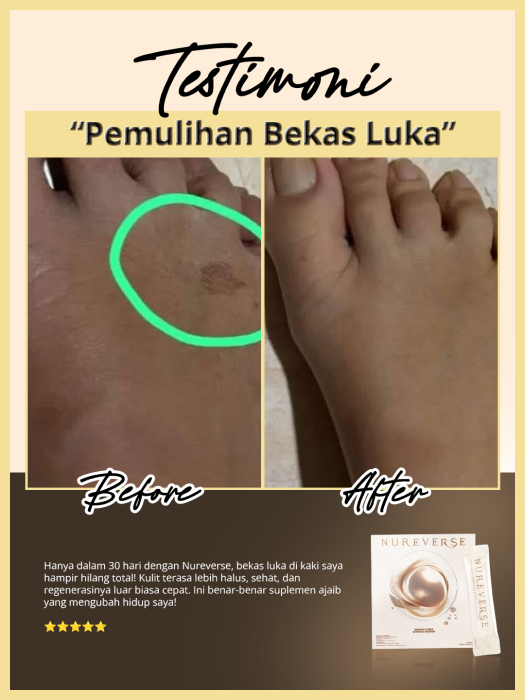 Testimoni
“Pemulihan Bekas Luka”
Before
After
Hanya dalam 30 hari dengan Nureverse, bekas luka di kaki saya
hampir hilang total! Kulit terasa lebih halus, sehat, dan
regenerasinya luar biasa cepat. Ini benar-benar suplemen ajaib
yang mengubah hidup saya!
NUREVERSE
NUREVERSE